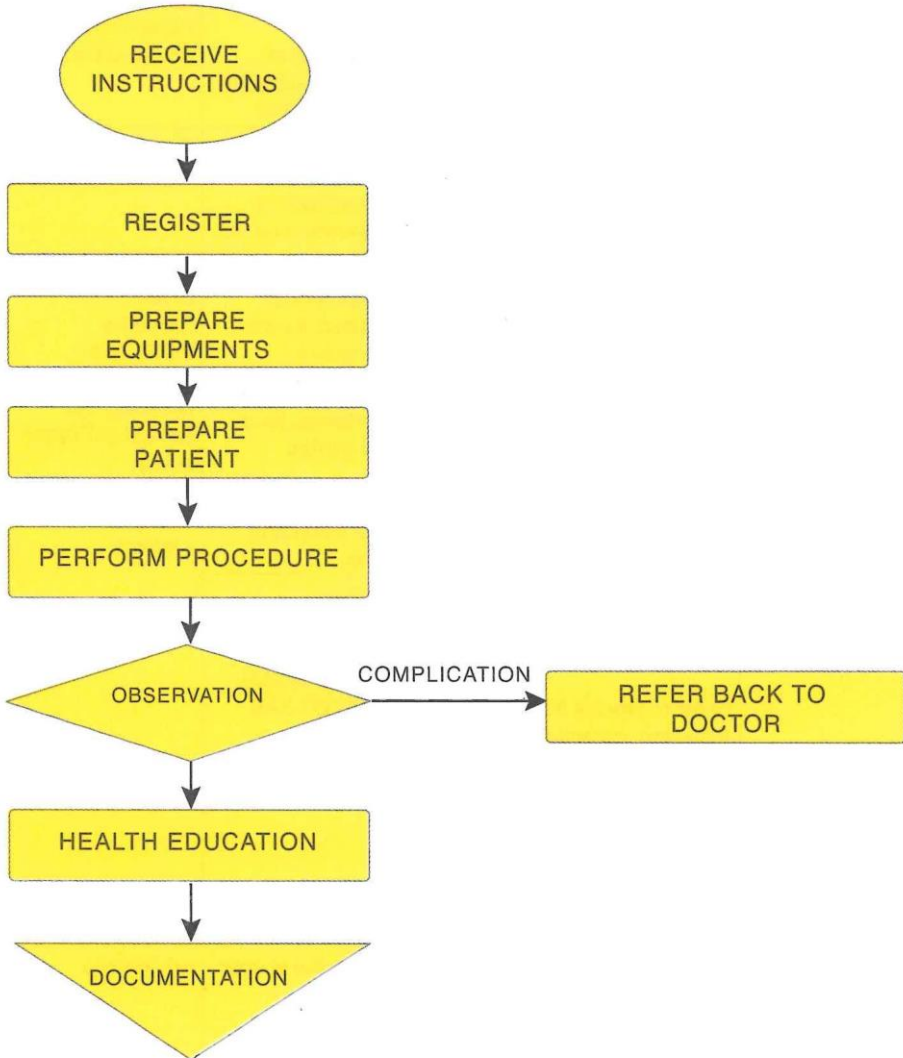 RECEIVE
INSTRUCTIONS
REGISTER
PREPARE
EQUIPMENTS
PREPARE
PATIENT
PERFORM PROCEDURE
OBSERVATION
COMPLICATION
REFER BACK TO
DOCTOR
HEALTH EDUCATION
DOCUMENTATION